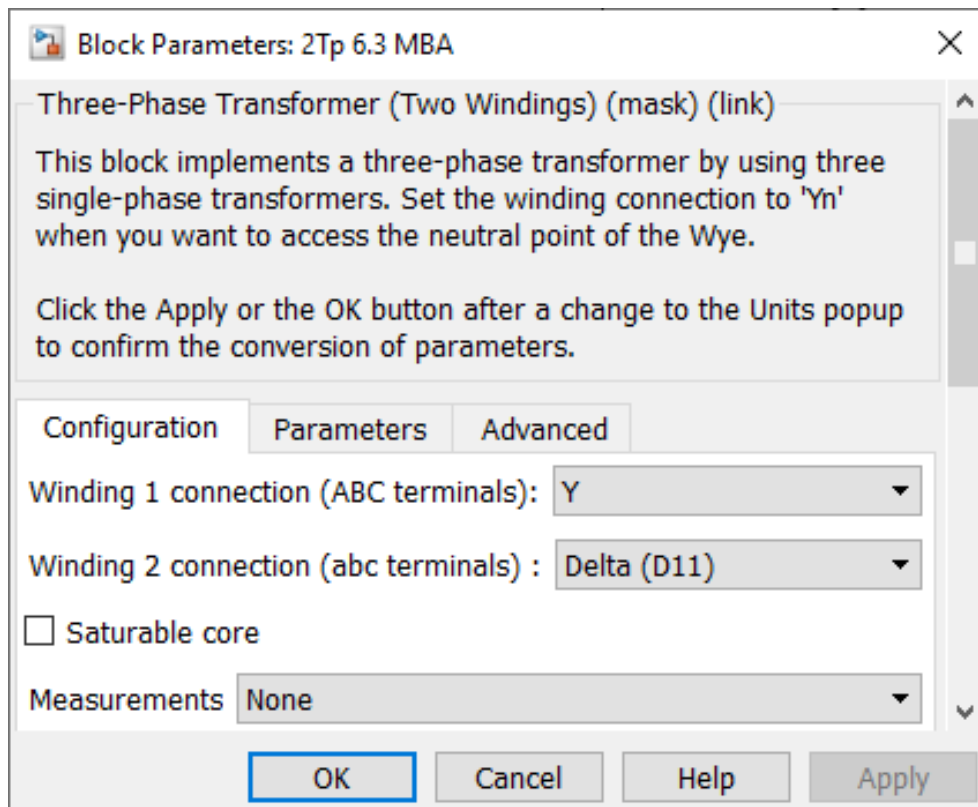 Block Parameters: 2Tp 6.3 MBA
Three-Phase Transformer (Two Windings) (mask) (link)
This block implements a three-phase transformer by using three
single-phase transformers. Set the winding connection to 'Yn'
when you want to access the neutral point of the Wye.
Click the Apply or the OK button after a change to the Units popup
to confirm the conversion of parameters.
Configuration Parameters Advanced
Winding 1 connection (ABC terminals): Y
Winding 2 connection (abc terminals) : Delta (D11)
Saturable core
Measurements None
OK Cancel Help Apply